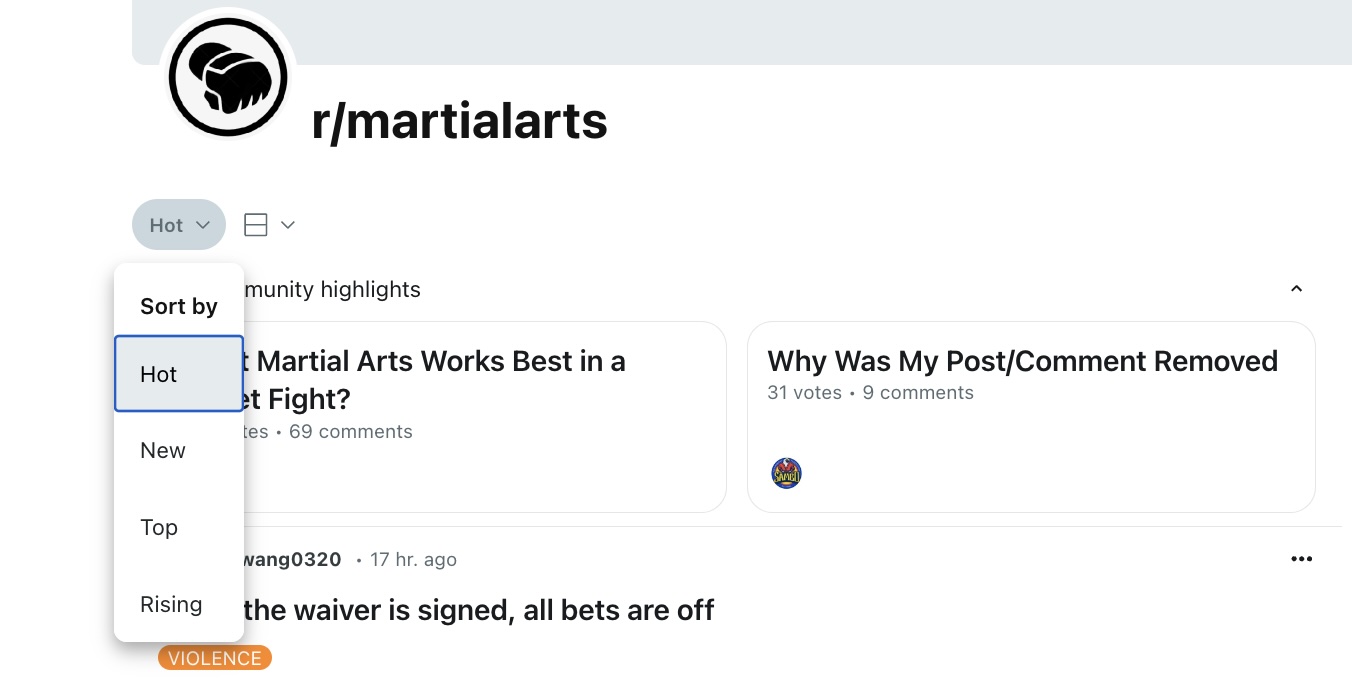 r/martialarts
Hot
Sort by
Hot
New
Top
Rising
munity highlights
t Martial Arts Works Best in a
et Fight?
tes • 69 comments
Why Was My Post/Comment Removed
31 votes • 9 comments
SAMBO
wang0320 • 17 hr. ago
the waiver is signed, all bets are off
VIOLENCE